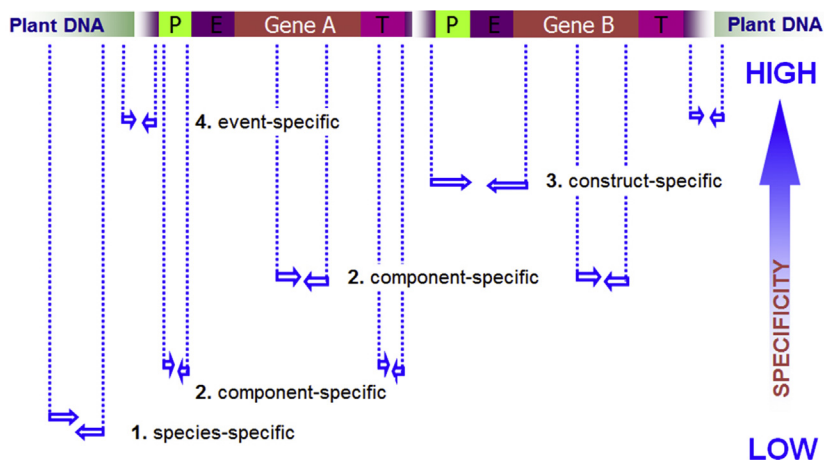 Plant DNA P E Gene A T P E Gene B T Plant DNA
HIGH
4. event-specific
3. construct-specific
2. component-specific
SPECIFICITY
2. component-specific
1. species-specific
LOW